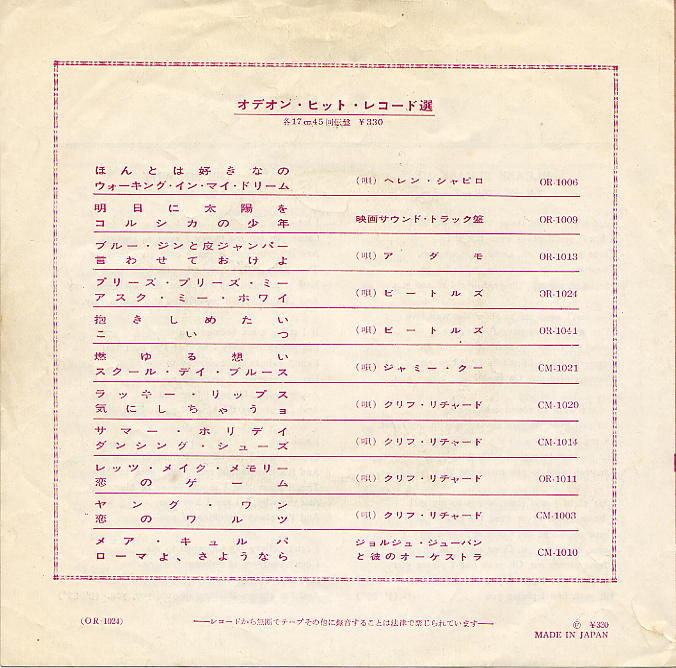 オデオン・ヒット・レコード選
各17㎝45回転盤 ¥330
ほんとは好きなの
ウォーキング・イン・マイ・ドリーム
(唄) ヘレン・シャピロ OR-1006
明日に太陽を
コルシカの少年
映画サウンド・トラック盤 OR-1009
ブルー・ジンと皮ジャンパー
言わせておけよ
(唄) アダモ OR-1013
プリーズ・プリーズ・ミー
アスク・ミー・ホワイ
(唄) ビートルズ OR-1024
抱きしめたい
こいつ
(唄) ビートルズ OR-1041
燃ゆる想い
スクール・デイ・ブルース
(唄) ジャミー・クー CM-1021
ラッキー・リップス
気にしちゃうョ
(唄) クリフ・リチャード CM-1020
サマー・ホリデイ
ダンシング・シューズ
(唄) クリフ・リチャード CM-1014
レッツ・メイク・メモリー
恋のゲーム
(唄) クリフ・リチャード OR-1011
ヤング・ワン
恋のワルツ
(唄) クリフ・リチャード CM-1003
メア・キュルパ
ローマよ、さようなら
ジョルジュ・ジューバン
と彼のオーケストラ CM-1010
(OR-1024) ──レコードから無断でテープその他に録音することは法律で禁じられています── Ⓟ ¥320
MADE IN JAPAN